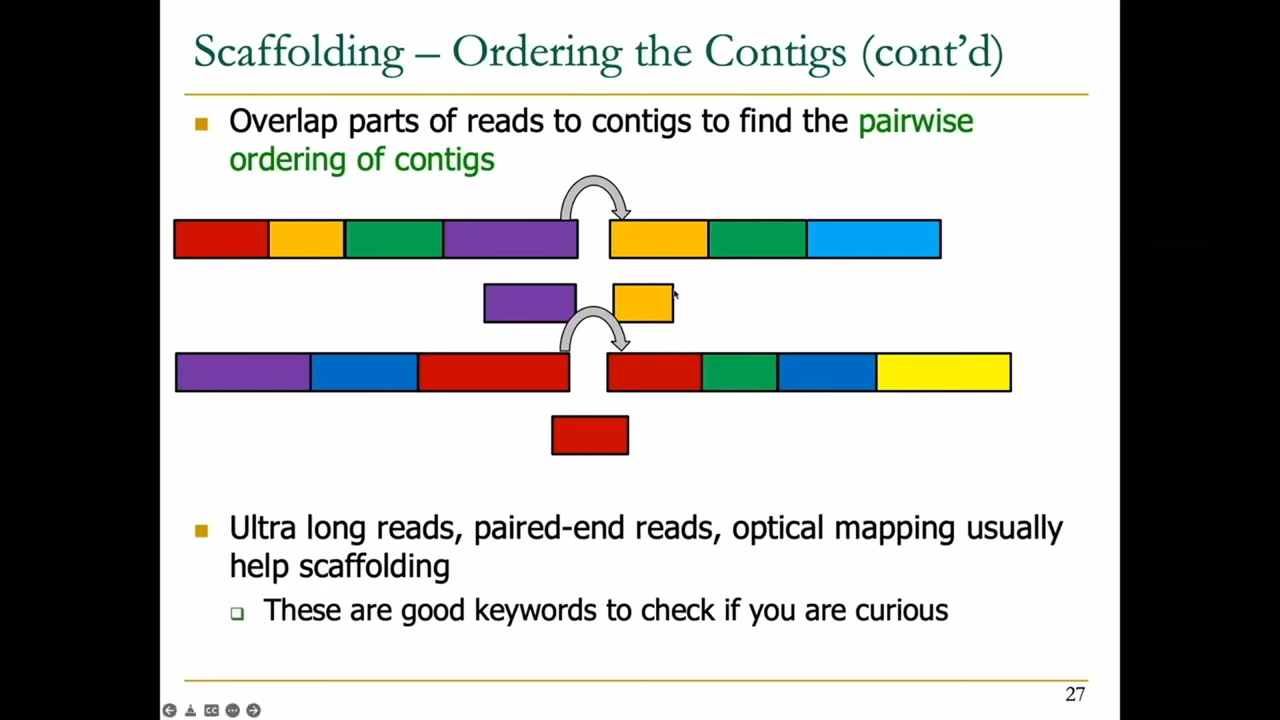 Scaffolding – Ordering the Contigs (cont’d)
Overlap parts of reads to contigs to find the pairwise
ordering of contigs
Ultra long reads, paired-end reads, optical mapping usually
help scaffolding
These are good keywords to check if you are curious
27
CC